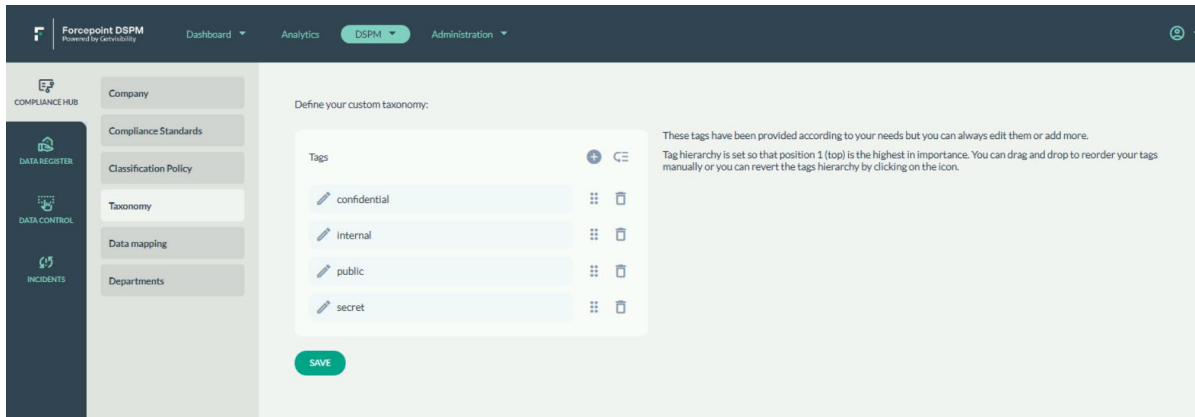 Forcepoint DSPM
Powered by Getvisibility
Dashboard
Analytics
DSPM
Administration
COMPLIANCE HUB
DATA REGISTER
DATA CONTROL
INCIDENTS
Company
Compliance Standards
Classification Policy
Taxonomy
Data mapping
Departments
Define your custom taxonomy:
Tags
confidential
internal
public
secret
SAVE
These tags have been provided according to your needs but you can always edit them or add more.
Tag hierarchy is set so that position 1 (top) is the highest in importance. You can drag and drop to reorder your tags
manually or you can revert the tags hierarchy by clicking on the icon.